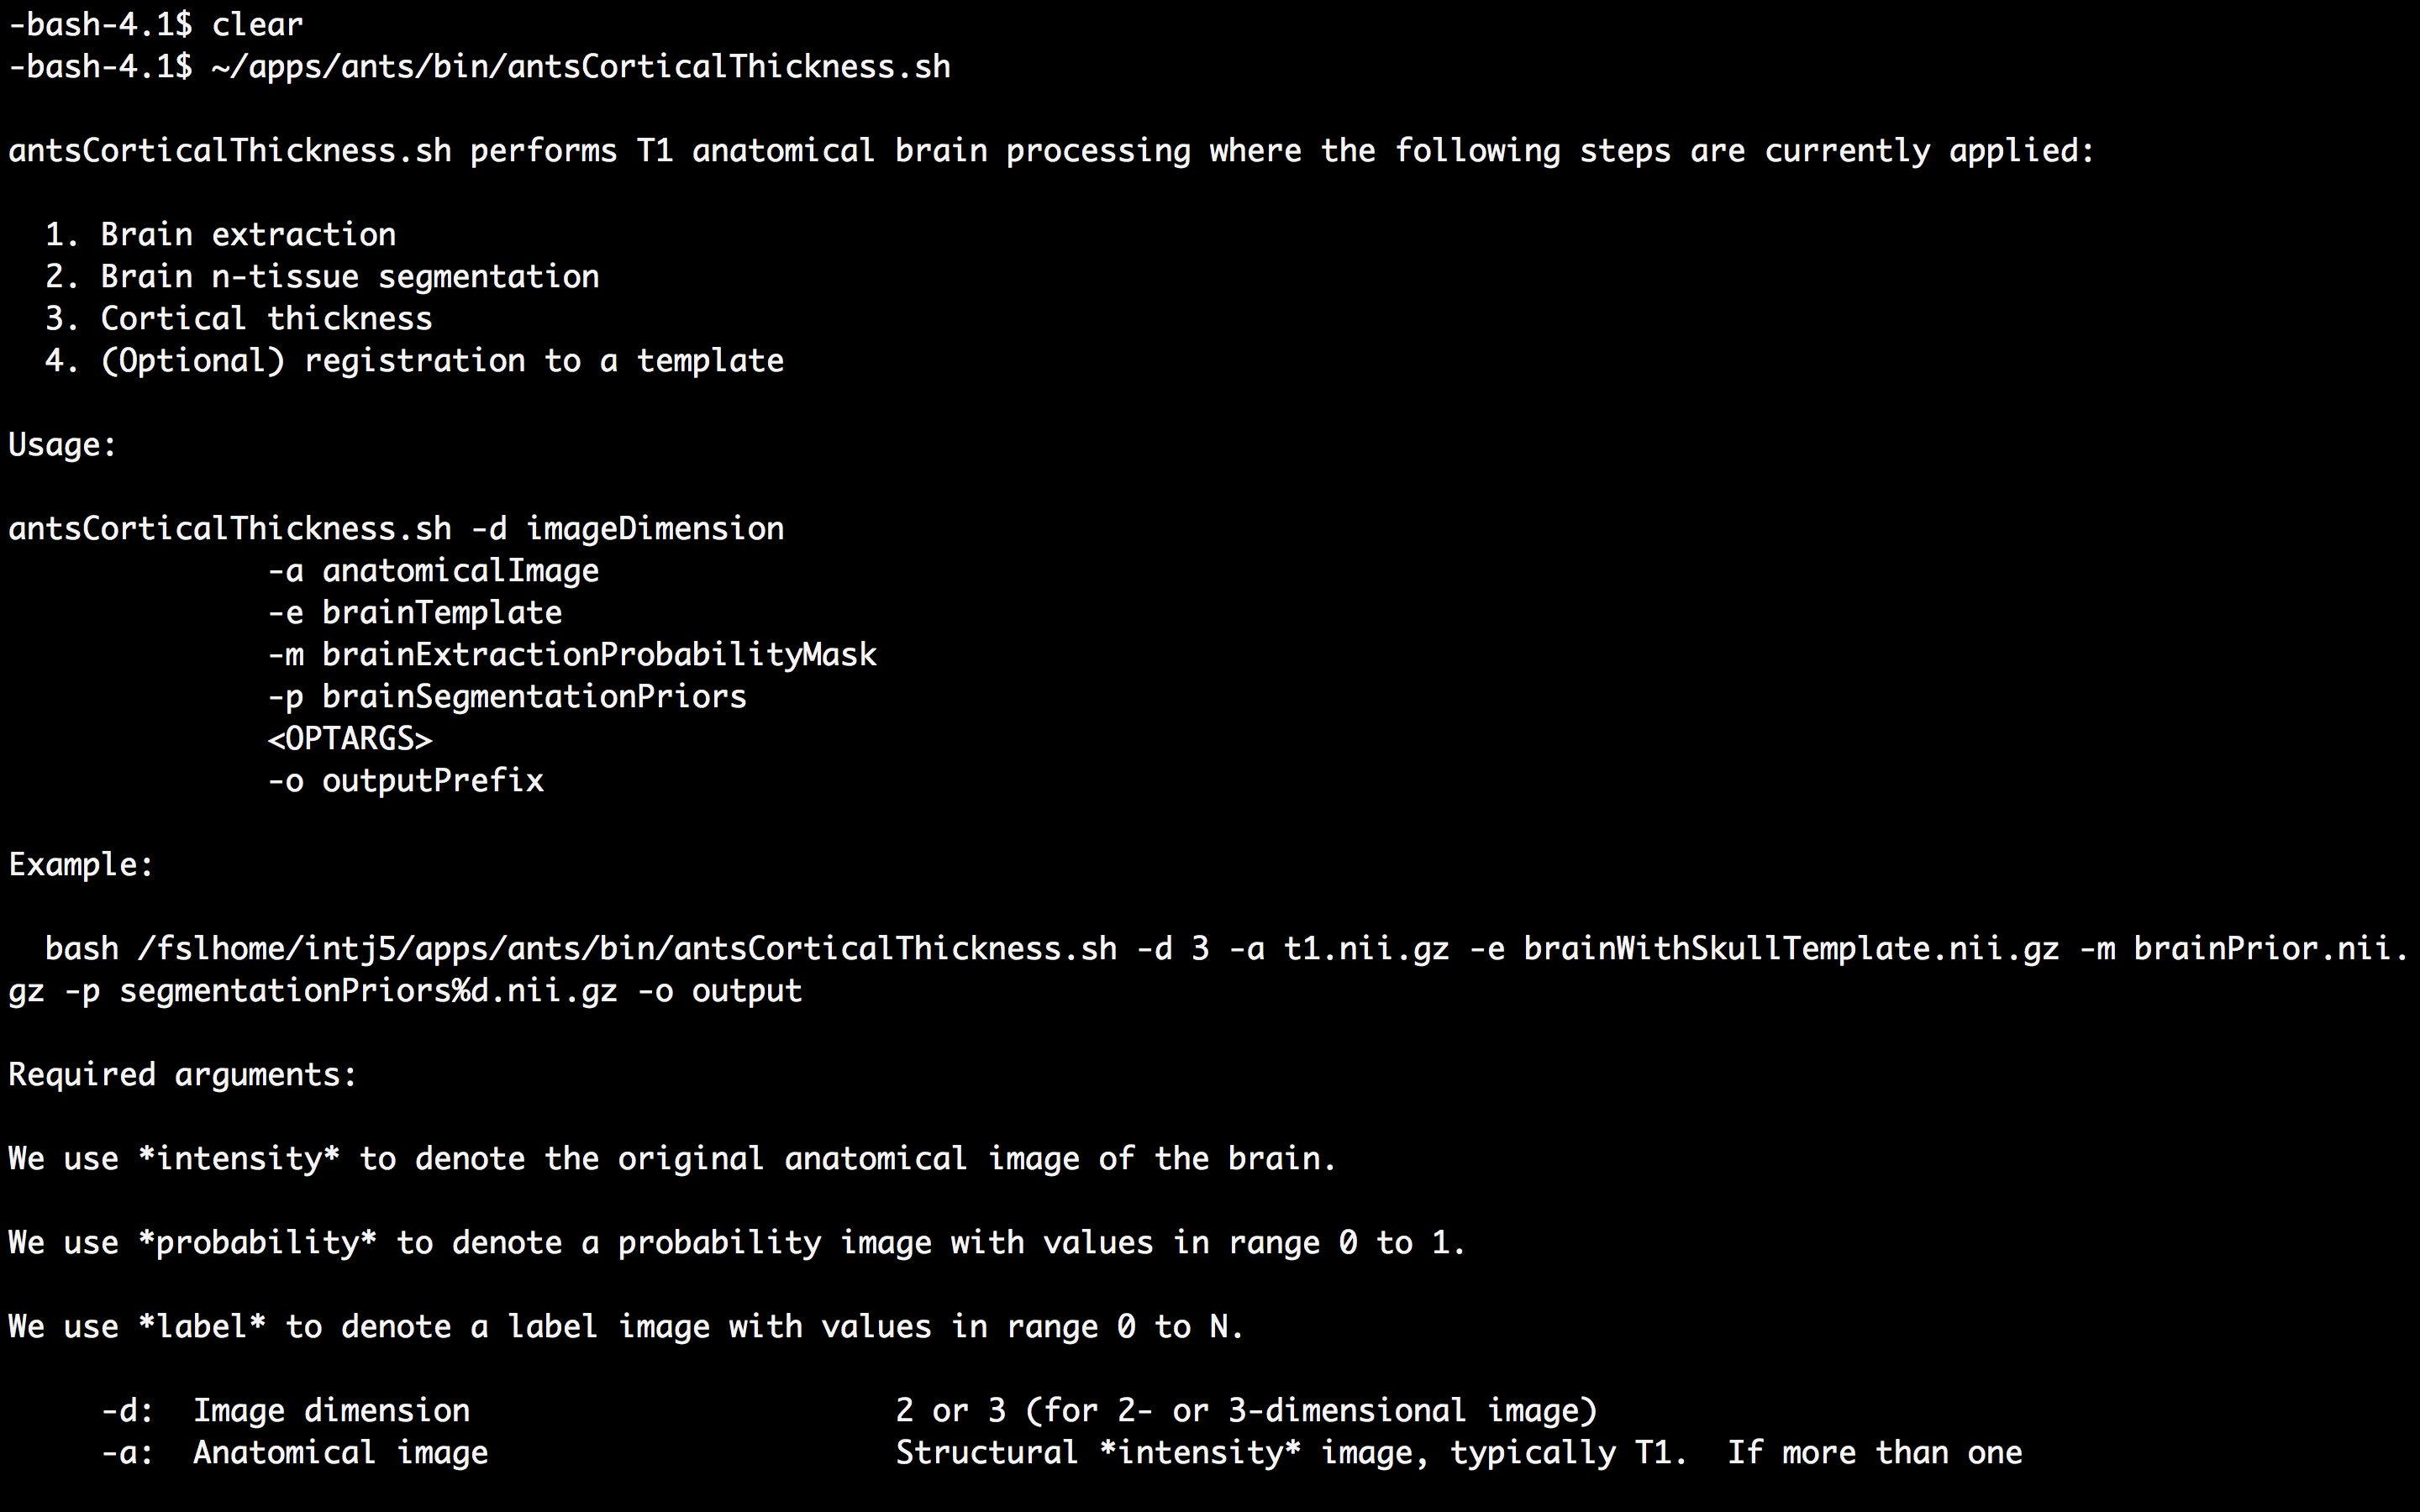 -bash-4.1$ clear
-bash-4.1$ ~/apps/ants/bin/antsCorticalThickness.sh
antsCorticalThickness.sh performs T1 anatomical brain processing where the following steps are currently applied:
1. Brain extraction
2. Brain n-tissue segmentation
3. Cortical thickness
4. (Optional) registration to a template
Usage:
antsCorticalThickness.sh -d imageDimension
-a anatomicalImage
-e brainTemplate
-m brainExtractionProbabilityMask
-p brainSegmentationPriors
<OPTARGS>
-o outputPrefix
Example:
bash /fslhome/intj5/apps/ants/bin/antsCorticalThickness.sh -d 3 -a t1.nii.gz -e brainWithSkullTemplate.nii.gz -m brainPrior.nii.
gz -p segmentationPriors%d.nii.gz -o output
Required arguments:
We use *intensity* to denote the original anatomical image of the brain.
We use *probability* to denote a probability image with values in range 0 to 1.
We use *label* to denote a label image with values in range 0 to N.
-d:  Image dimension                       2 or 3 (for 2- or 3-dimensional image)
-a:  Anatomical image                      Structural *intensity* image, typically T1.  If more than one